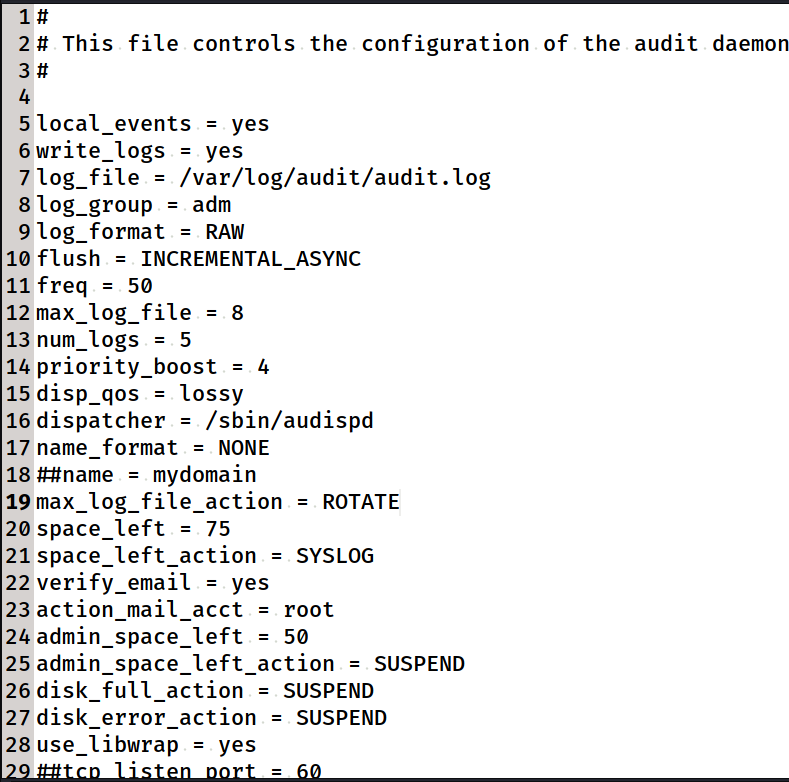 1 #
2 # This file controls the configuration of the audit daemon
3 #
4
5 local_events = yes
6 write_logs = yes
7 log_file = /var/log/audit/audit.log
8 log_group = adm
9 log_format = RAW
10 flush = INCREMENTAL_ASYNC
11 freq = 50
12 max_log_file = 8
13 num_logs = 5
14 priority_boost = 4
15 disp_qos = lossy
16 dispatcher = /sbin/audispd
17 name_format = NONE
18 ##name = mydomain
19 max_log_file_action = ROTATE
20 space_left = 75
21 space_left_action = SYSLOG
22 verify_email = yes
23 action_mail_acct = root
24 admin_space_left = 50
25 admin_space_left_action = SUSPEND
26 disk_full_action = SUSPEND
27 disk_error_action = SUSPEND
28 use_libwrap = yes
29 ##tcp_listen_port = 60